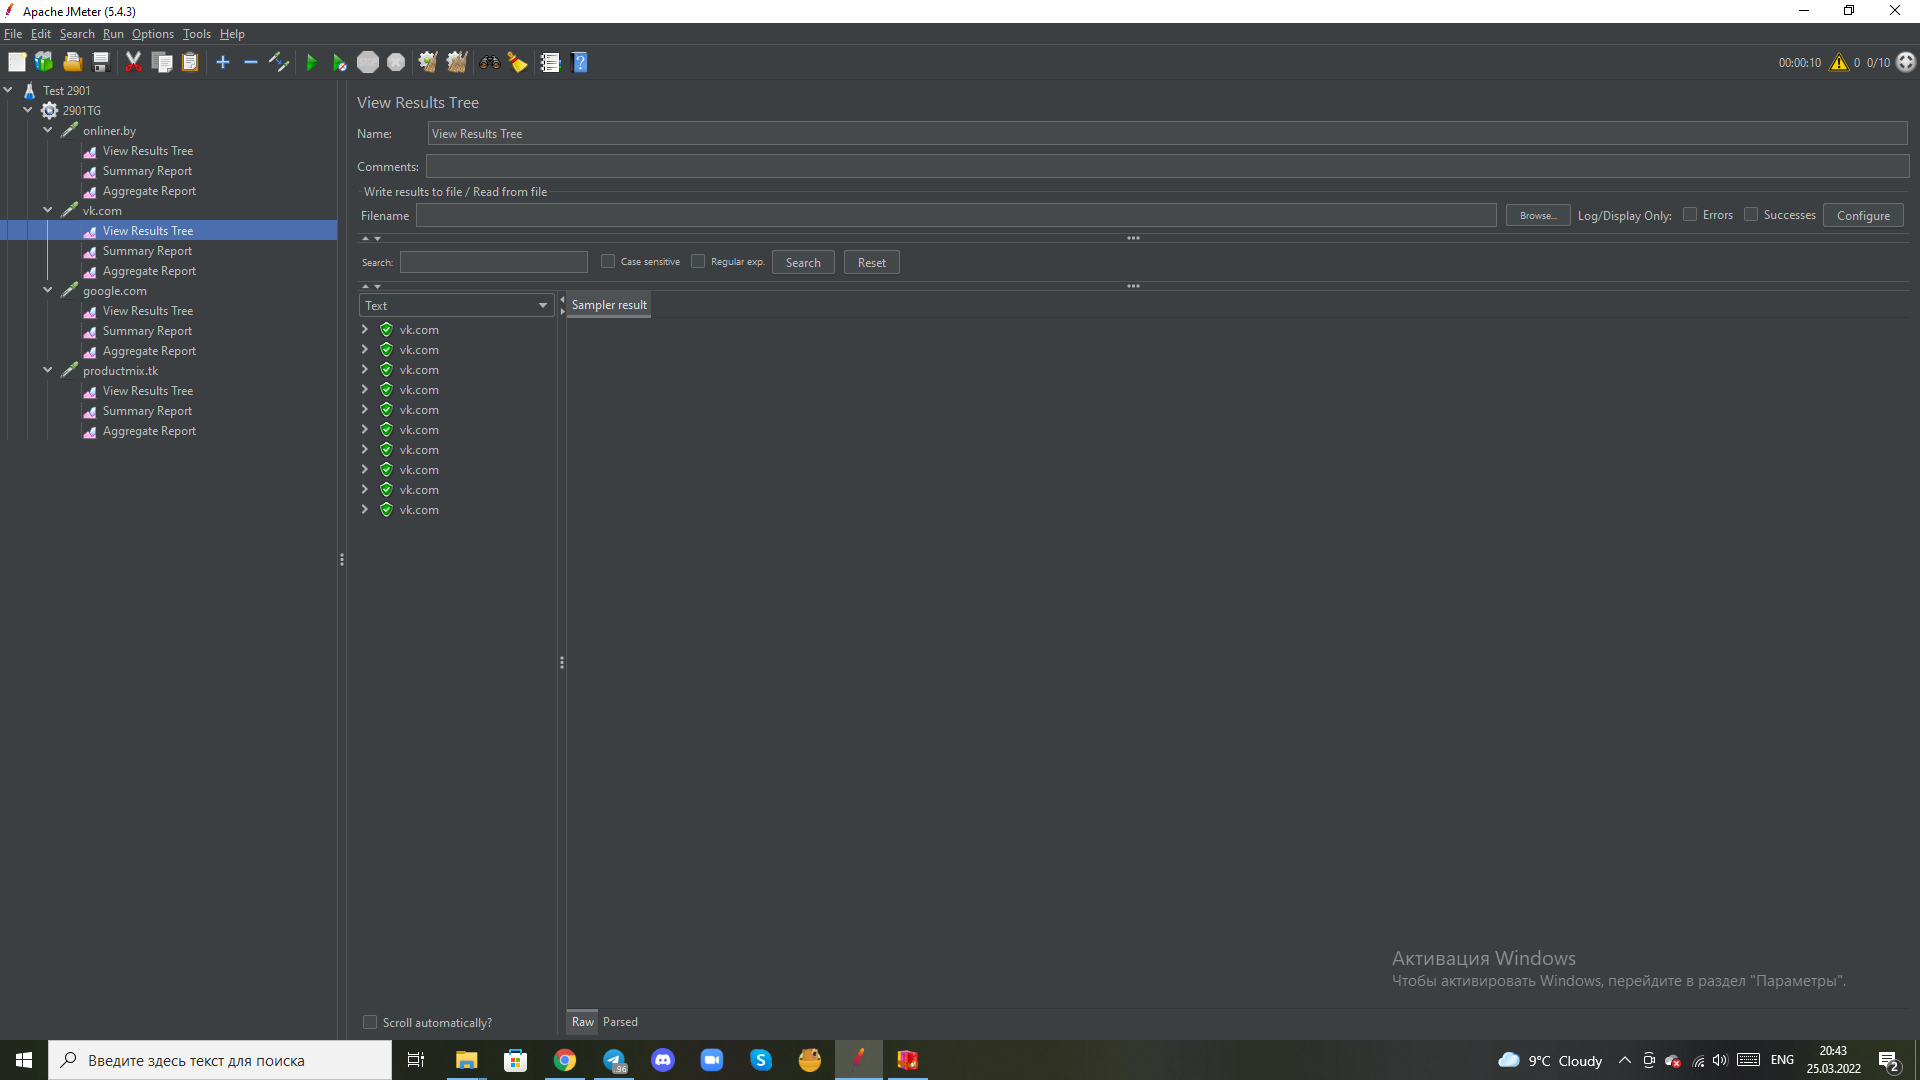 Apache JMeter (5.4.3)
File Edit Search Run Options Tools Help
00:00:10 0 0/10
Test 2901
2901TG
onliner.by
View Results Tree
Summary Report
Aggregate Report
vk.com
View Results Tree
Summary Report
Aggregate Report
google.com
View Results Tree
Summary Report
Aggregate Report
productmix.tk
View Results Tree
Summary Report
Aggregate Report
View Results Tree
Name: View Results Tree
Comments:
Write results to file / Read from file
Filename Browse... Log/Display Only: Errors Successes Configure
Search: Case sensitive Regular exp. Search Reset
Text
Sampler result
vk.com
vk.com
vk.com
vk.com
vk.com
vk.com
vk.com
vk.com
vk.com
vk.com
Активация Windows
Чтобы активировать Windows, перейдите в раздел "Параметры".
Scroll automatically?
Raw Parsed
Введите здесь текст для поиска
96
9°C Cloudy
ENG
20:43
25.03.2022
2